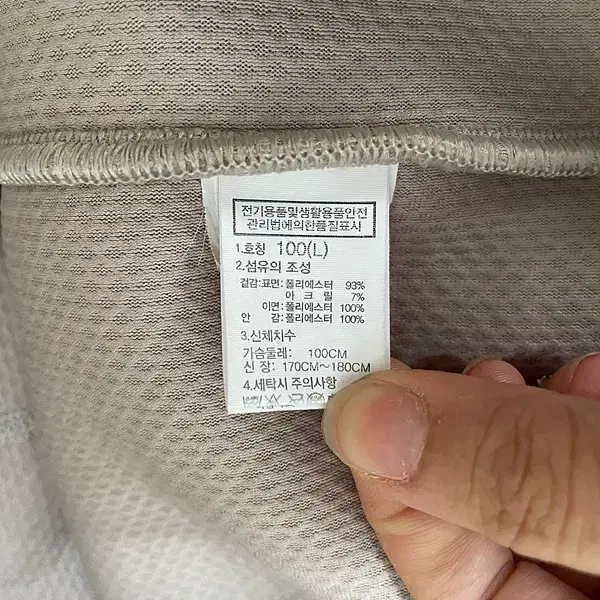 전기용품및생활용품안전
관리법에의한품질표시
1.호칭 100(L)
2.섬유의 조성
겉감:표면:폴리에스터 93%
아 크 릴 7%
이면:폴리에스터 100%
안 감:폴리에스터 100%
3.신체치수
가슴둘레: 100CM
신 장: 170CM~180CM
4.세탁시 주의사항